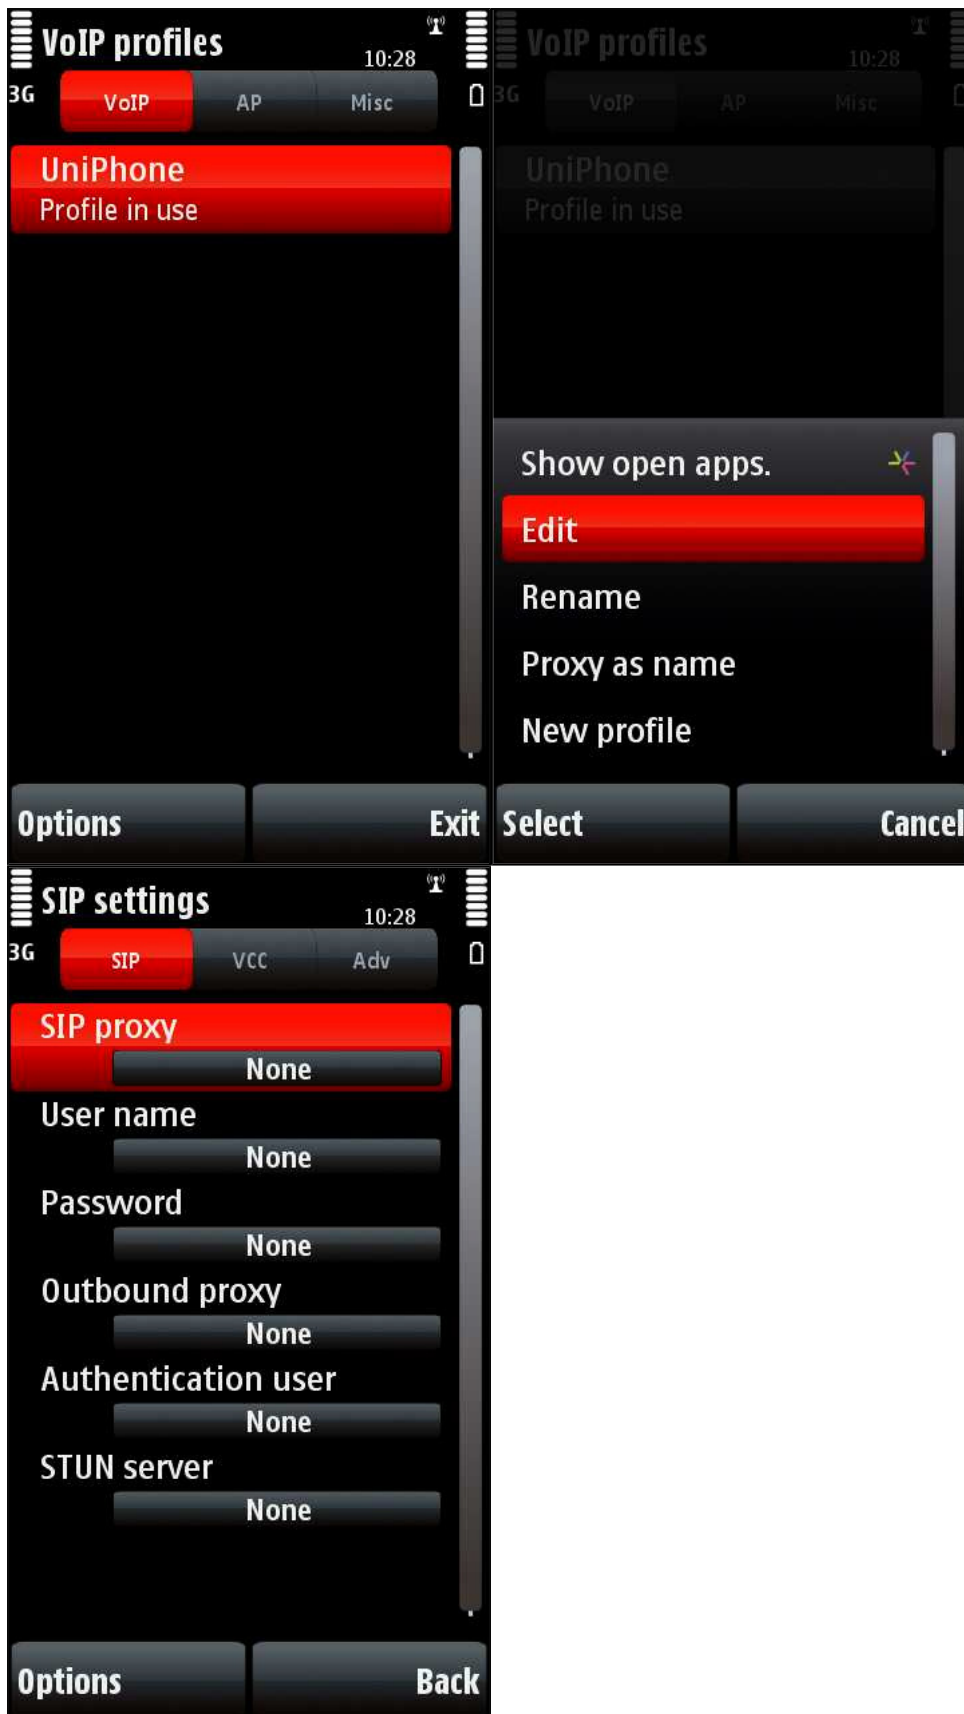 VoIP profiles
10:28
3G
VoIP AP Misc
UniPhone
Profile in use
Options Exit
VoIP profiles
10:28
3G
VoIP AP Misc
UniPhone
Profile in use
Show open apps.
Edit
Rename
Proxy as name
New profile
Select Cancel
SIP settings
10:28
3G
SIP VCC Adv
SIP proxy
None
User name
None
Password
None
Outbound proxy
None
Authentication user
None
STUN server
None
Options Back